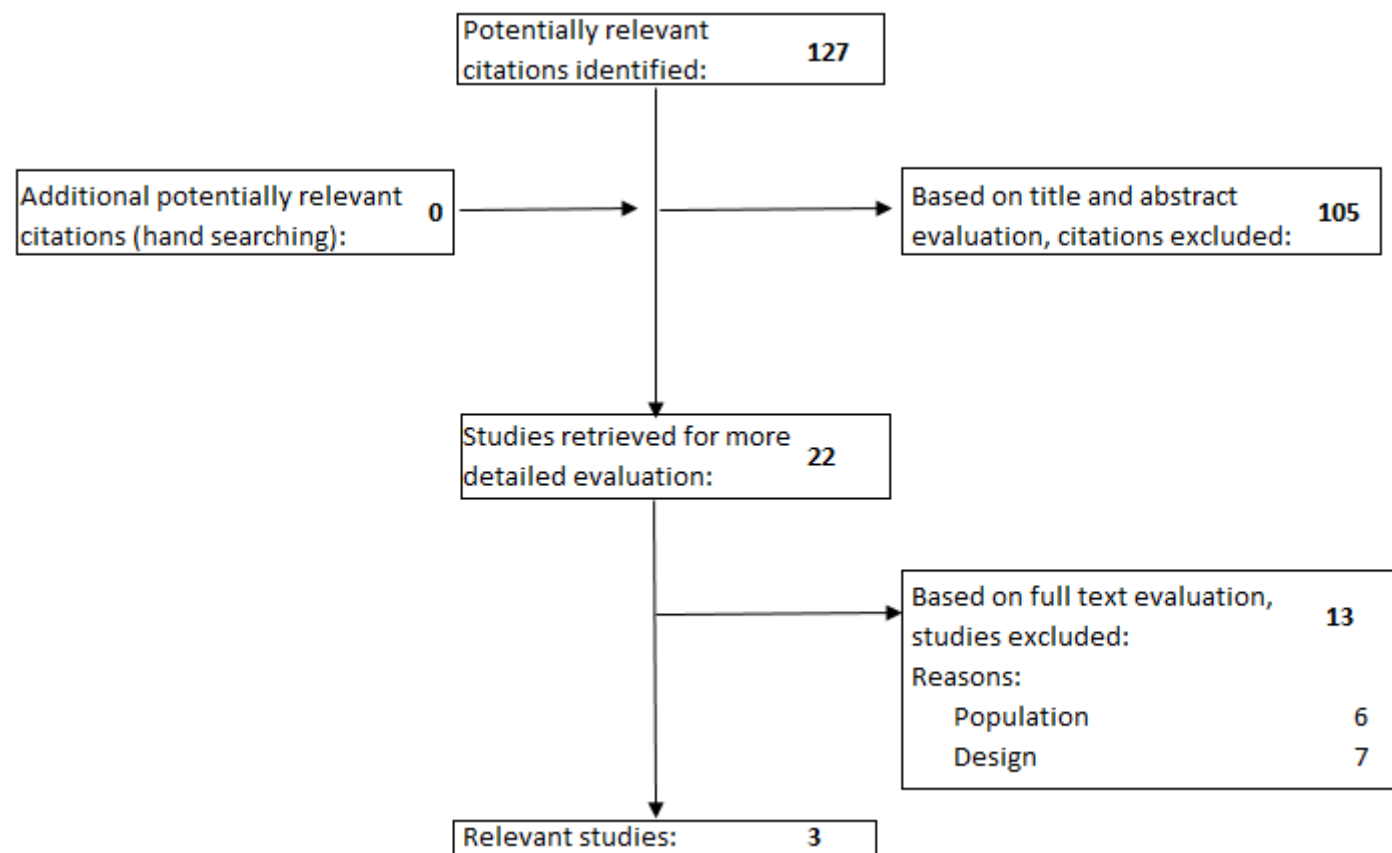 Potentially relevant
citations identified: 127
Additional potentially relevant
citations (hand searching): 0
Based on title and abstract
evaluation, citations excluded: 105
Studies retrieved for more
detailed evaluation: 22
Based on full text evaluation,
studies excluded: 13
Reasons:
Population 6
Design 7
Relevant studies: 3